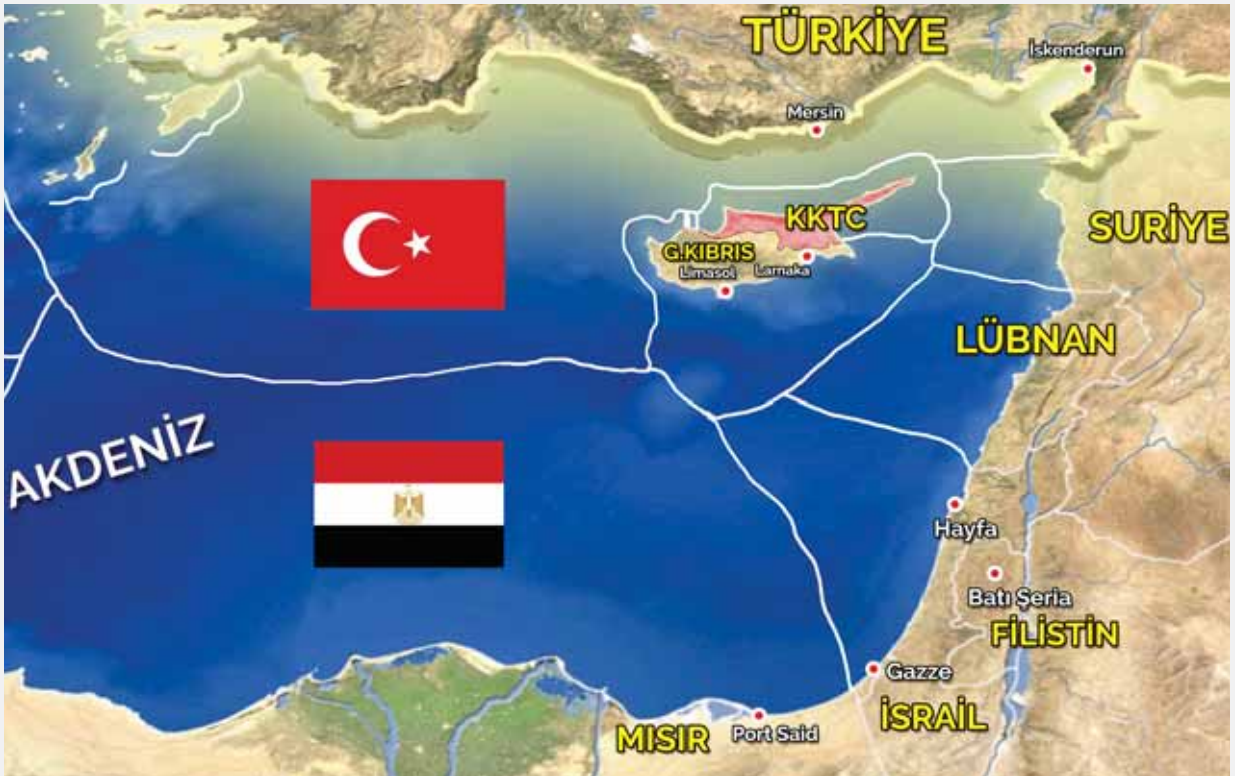 TÜRKİYE
İskenderun
Mersin
KKTC
SURİYE
G.KIBRIS
Limasol
Larnaka
LÜBNAN
AKDENİZ
Hayfa
Batı Şeria
FİLİSTİN
Gazze
İSRAİL
MISIR
Port Said